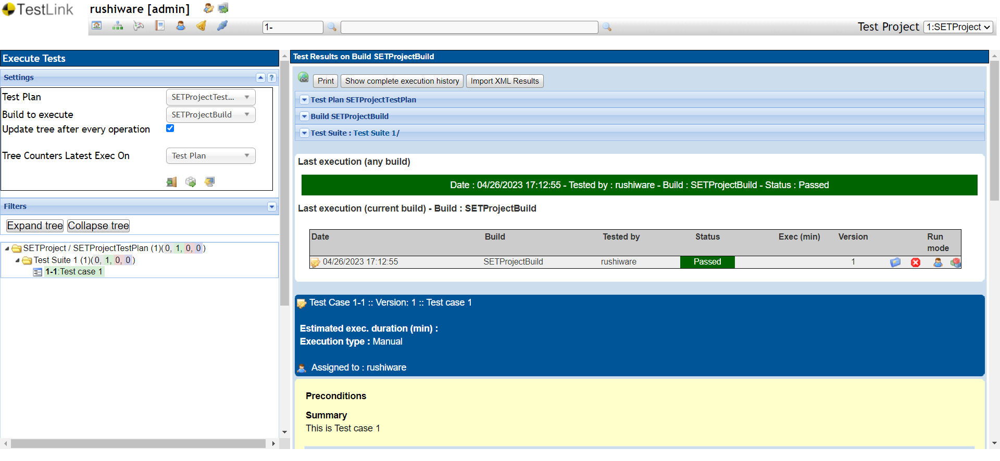 TestLink
rushiware [admin]
1-
Test Project 1:SETProject
Execute Tests
Settings
?
Test Plan SETProjectTest...
Build to execute SETProjectBuild
Update tree after every operation
Tree Counters Latest Exec On Test Plan
Filters
Expand tree Collapse tree
SETProject / SETProjectTestPlan (1)(0, 1, 0, 0)
Test Suite 1 (1)(0, 1, 0, 0)
1-1:Test case 1
Test Results on Build SETProjectBuild
Print Show complete execution history Import XML Results
Test Plan SETProjectTestPlan
Build SETProjectBuild
Test Suite : Test Suite 1/
Last execution (any build)
Date : 04/26/2023 17:12:55 - Tested by : rushiware - Build : SETProjectBuild - Status : Passed
Last execution (current build) - Build : SETProjectBuild
Date Build Tested by Status Exec (min) Version Run mode
04/26/2023 17:12:55 SETProjectBuild rushiware Passed 1
Test Case 1-1 :: Version: 1 :: Test case 1
Estimated exec. duration (min) :
Execution type : Manual
Assigned to : rushiware
Preconditions
Summary
This is Test case 1